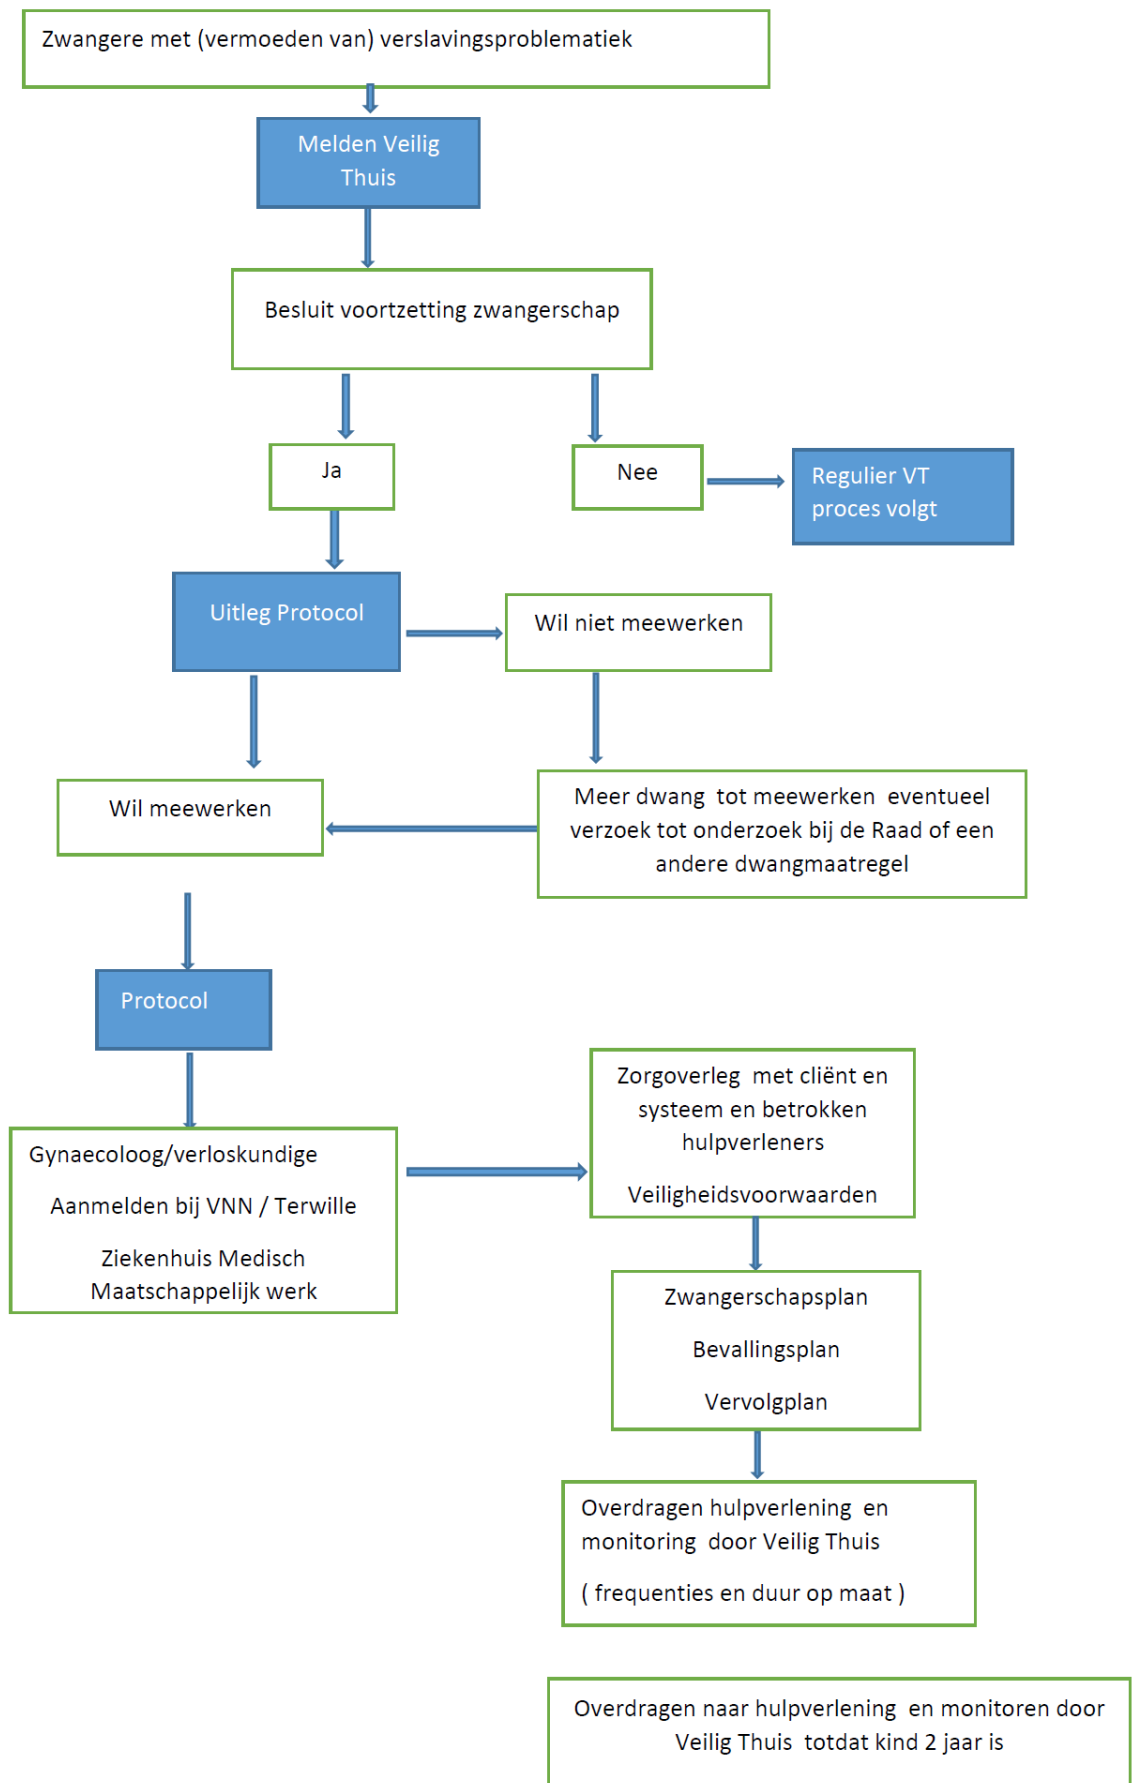 Zwangere met (vermoeden van) verslavingsproblematiek
Melden Veilig
Thuis
Besluit voortzetting zwangerschap
Ja
Nee
Regulier VT
proces volgt
Uitleg Protocol
Wil niet meewerken
Wil meewerken
Meer dwang tot meewerken eventueel
verzoek tot onderzoek bij de Raad of een
andere dwangmaatregel
Protocol
Gynaecoloog/verloskundige
Aanmelden bij VNN / Terwille
Ziekenhuis Medisch
Maatschappelijk werk
Zorgoverleg met cliënt en
systeem en betrokken
hulpverleners
Veiligheidsvoorwaarden
Zwangerschapsplan
Bevallingsplan
Vervolgplan
Overdragen hulpverlening en
monitoring door Veilig Thuis
( frequenties en duur op maat )
Overdragen naar hulpverlening en monitoren door
Veilig Thuis totdat kind 2 jaar is